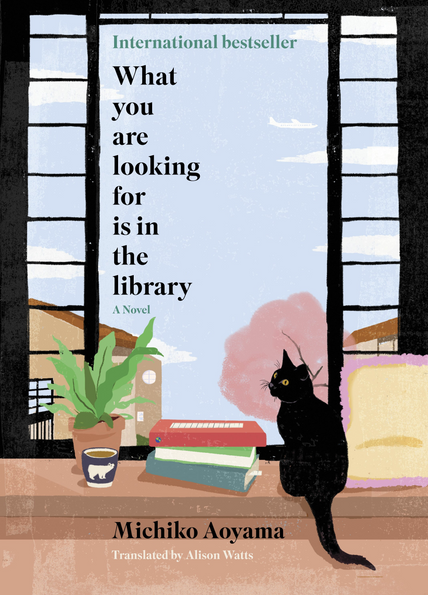 International bestseller
What
you
are
looking
for
is in
the
library
A Novel
Michiko Aoyama
Translated by Alison Watts